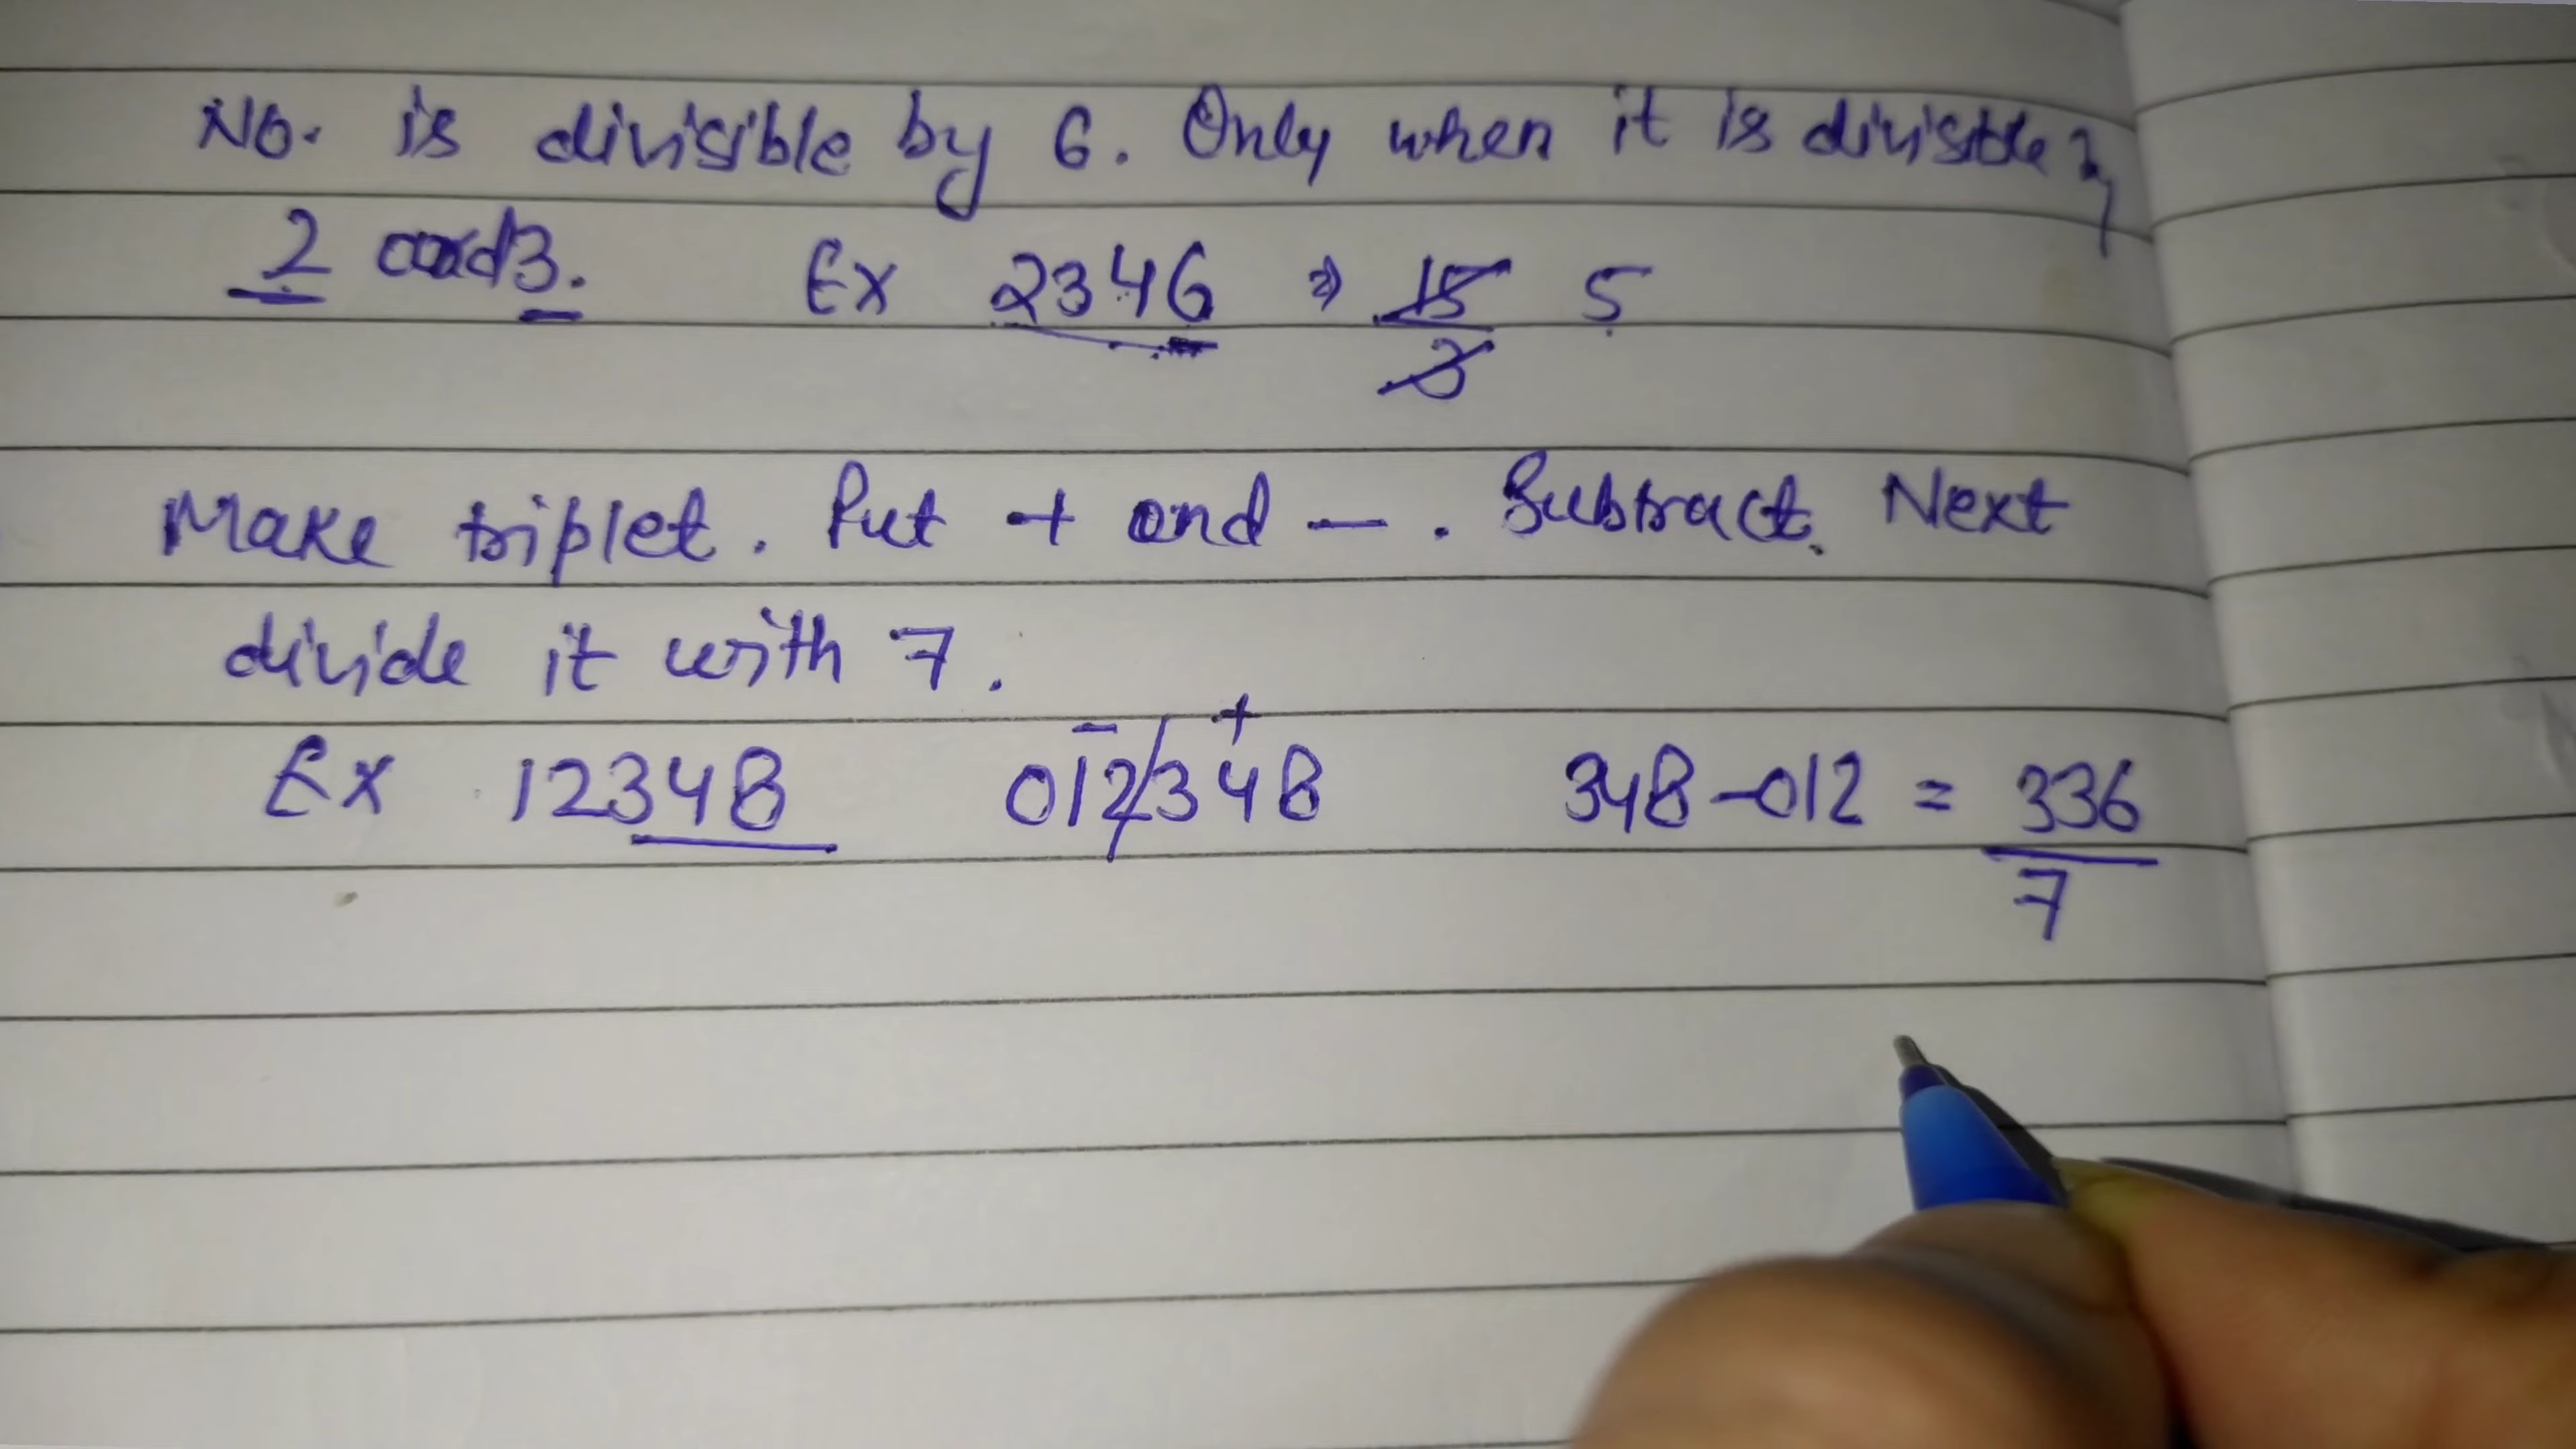 No. is divisible by 6. Only when it is divisible by
2 and 3. Ex 2346 ⇒ 15/3 5
Make triplet. Put + and - . Subtract. Next
divide it with 7.
Ex 12348 012/348 348-012 = 336/7